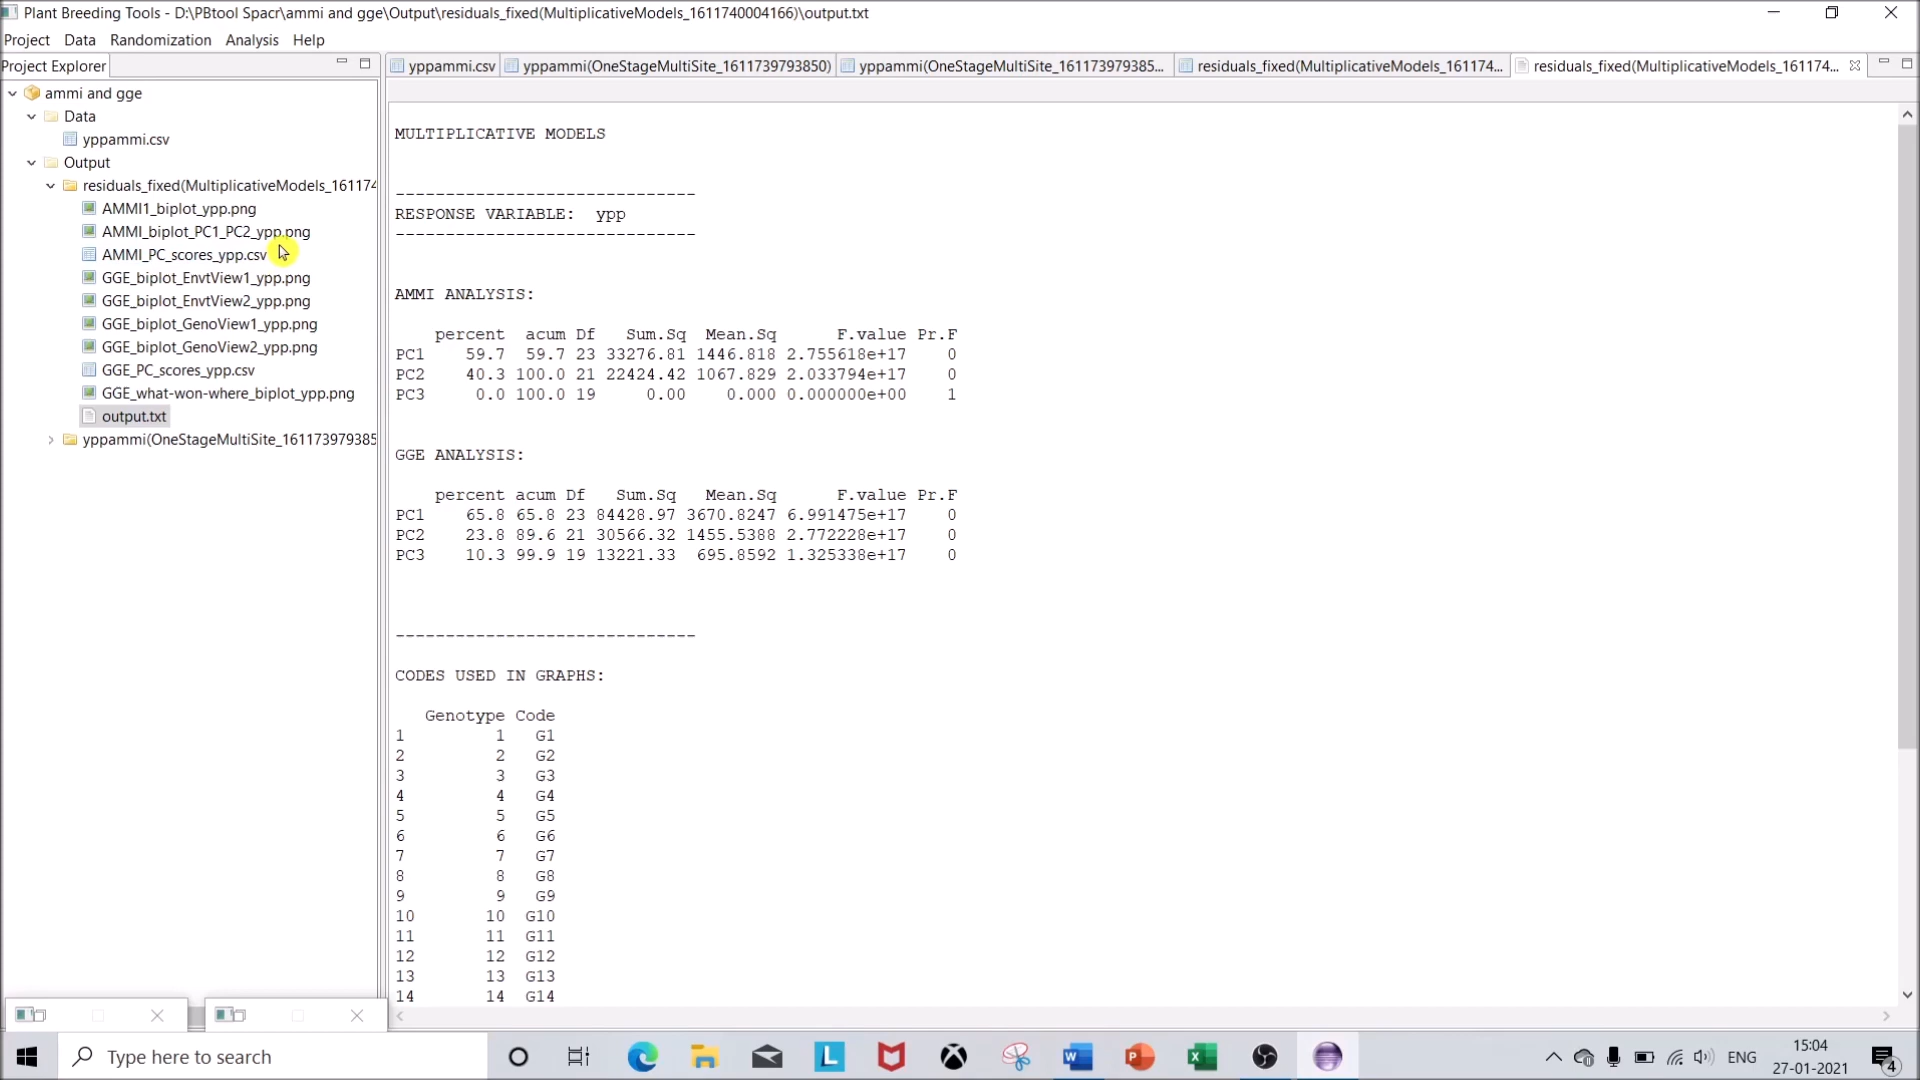 Plant Breeding Tools - D:\PBtool Spacr\ammi and gge\Output\residuals_fixed(MultiplicativeModels_1611740004166)\output.txt
Project Data Randomization Analysis Help
Project Explorer
yppammi.csv
yppammi(OneStageMultiSite_1611739793850)
yppammi(OneStageMultiSite_161173979385...
residuals_fixed(MultiplicativeModels_161174...
residuals_fixed(MultiplicativeModels_161174...
ammi and gge
Data
yppammi.csv
Output
residuals_fixed(MultiplicativeModels_161174
AMMI1_biplot_ypp.png
AMMI_biplot_PC1_PC2_ypp.png
AMMI_PC_scores_ypp.csv
GGE_biplot_EnvtView1_ypp.png
GGE_biplot_EnvtView2_ypp.png
GGE_biplot_GenoView1_ypp.png
GGE_biplot_GenoView2_ypp.png
GGE_PC_scores_ypp.csv
GGE_what-won-where_biplot_ypp.png
output.txt
yppammi(OneStageMultiSite_161173979385
MULTIPLICATIVE MODELS
------------------------------
RESPONSE VARIABLE: ypp
------------------------------
AMMI ANALYSIS:
percent acum Df Sum.Sq Mean.Sq F.value Pr.F
PC1 59.7 59.7 23 33276.81 1446.818 2.755618e+17 0
PC2 40.3 100.0 21 22424.42 1067.829 2.033794e+17 0
PC3 0.0 100.0 19 0.00 0.000 0.000000e+00 1
GGE ANALYSIS:
percent acum Df Sum.Sq Mean.Sq F.value Pr.F
PC1 65.8 65.8 23 84428.97 3670.8247 6.991475e+17 0
PC2 23.8 89.6 21 30566.32 1455.5388 2.772228e+17 0
PC3 10.3 99.9 19 13221.33 695.8592 1.325338e+17 0
------------------------------
CODES USED IN GRAPHS:
Genotype Code
1 1 G1
2 2 G2
3 3 G3
4 4 G4
5 5 G5
6 6 G6
7 7 G7
8 8 G8
9 9 G9
10 10 G10
11 11 G11
12 12 G12
13 13 G13
14 14 G14
Type here to search
L
W
P
X
ENG
15:04
27-01-2021
4